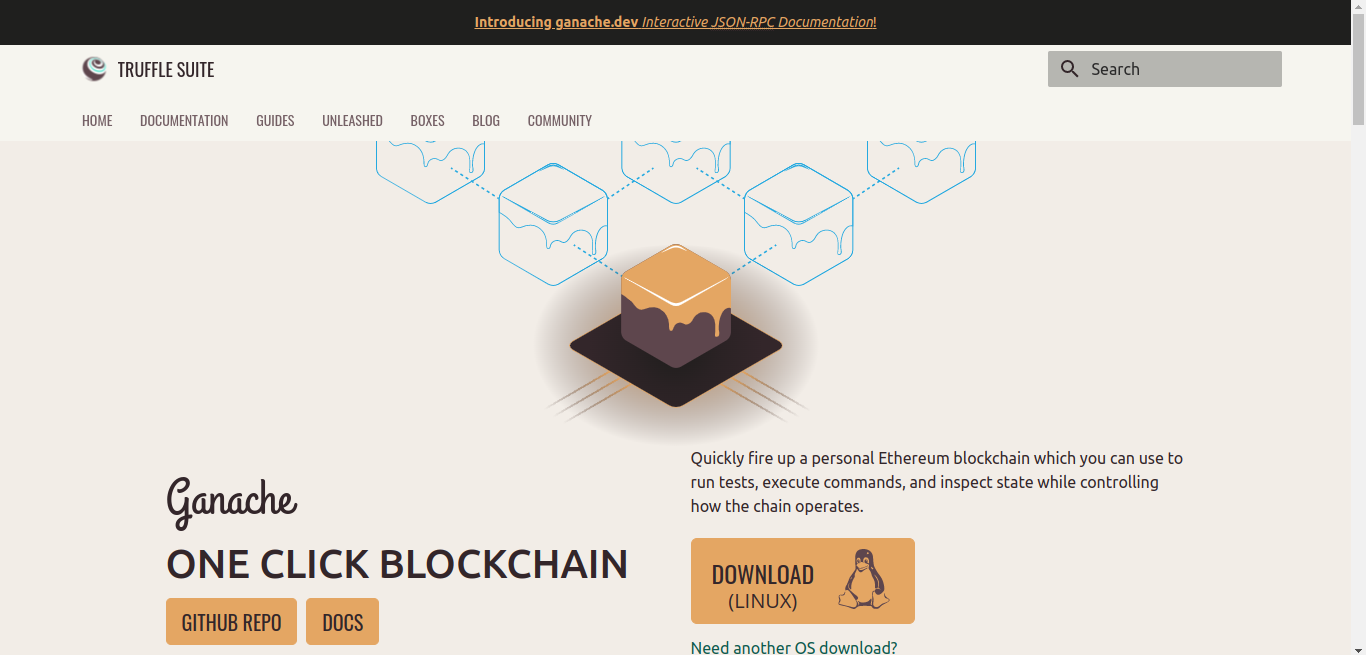 Introducing ganache.dev Interactive JSON-RPC Documentation!
TRUFFLE SUITE
Search
HOME DOCUMENTATION GUIDES UNLEASHED BOXES BLOG COMMUNITY
Ganache
ONE CLICK BLOCKCHAIN
GITHUB REPO DOCS
Quickly fire up a personal Ethereum blockchain which you can use to
run tests, execute commands, and inspect state while controlling
how the chain operates.
DOWNLOAD
(LINUX)
Need another OS download?